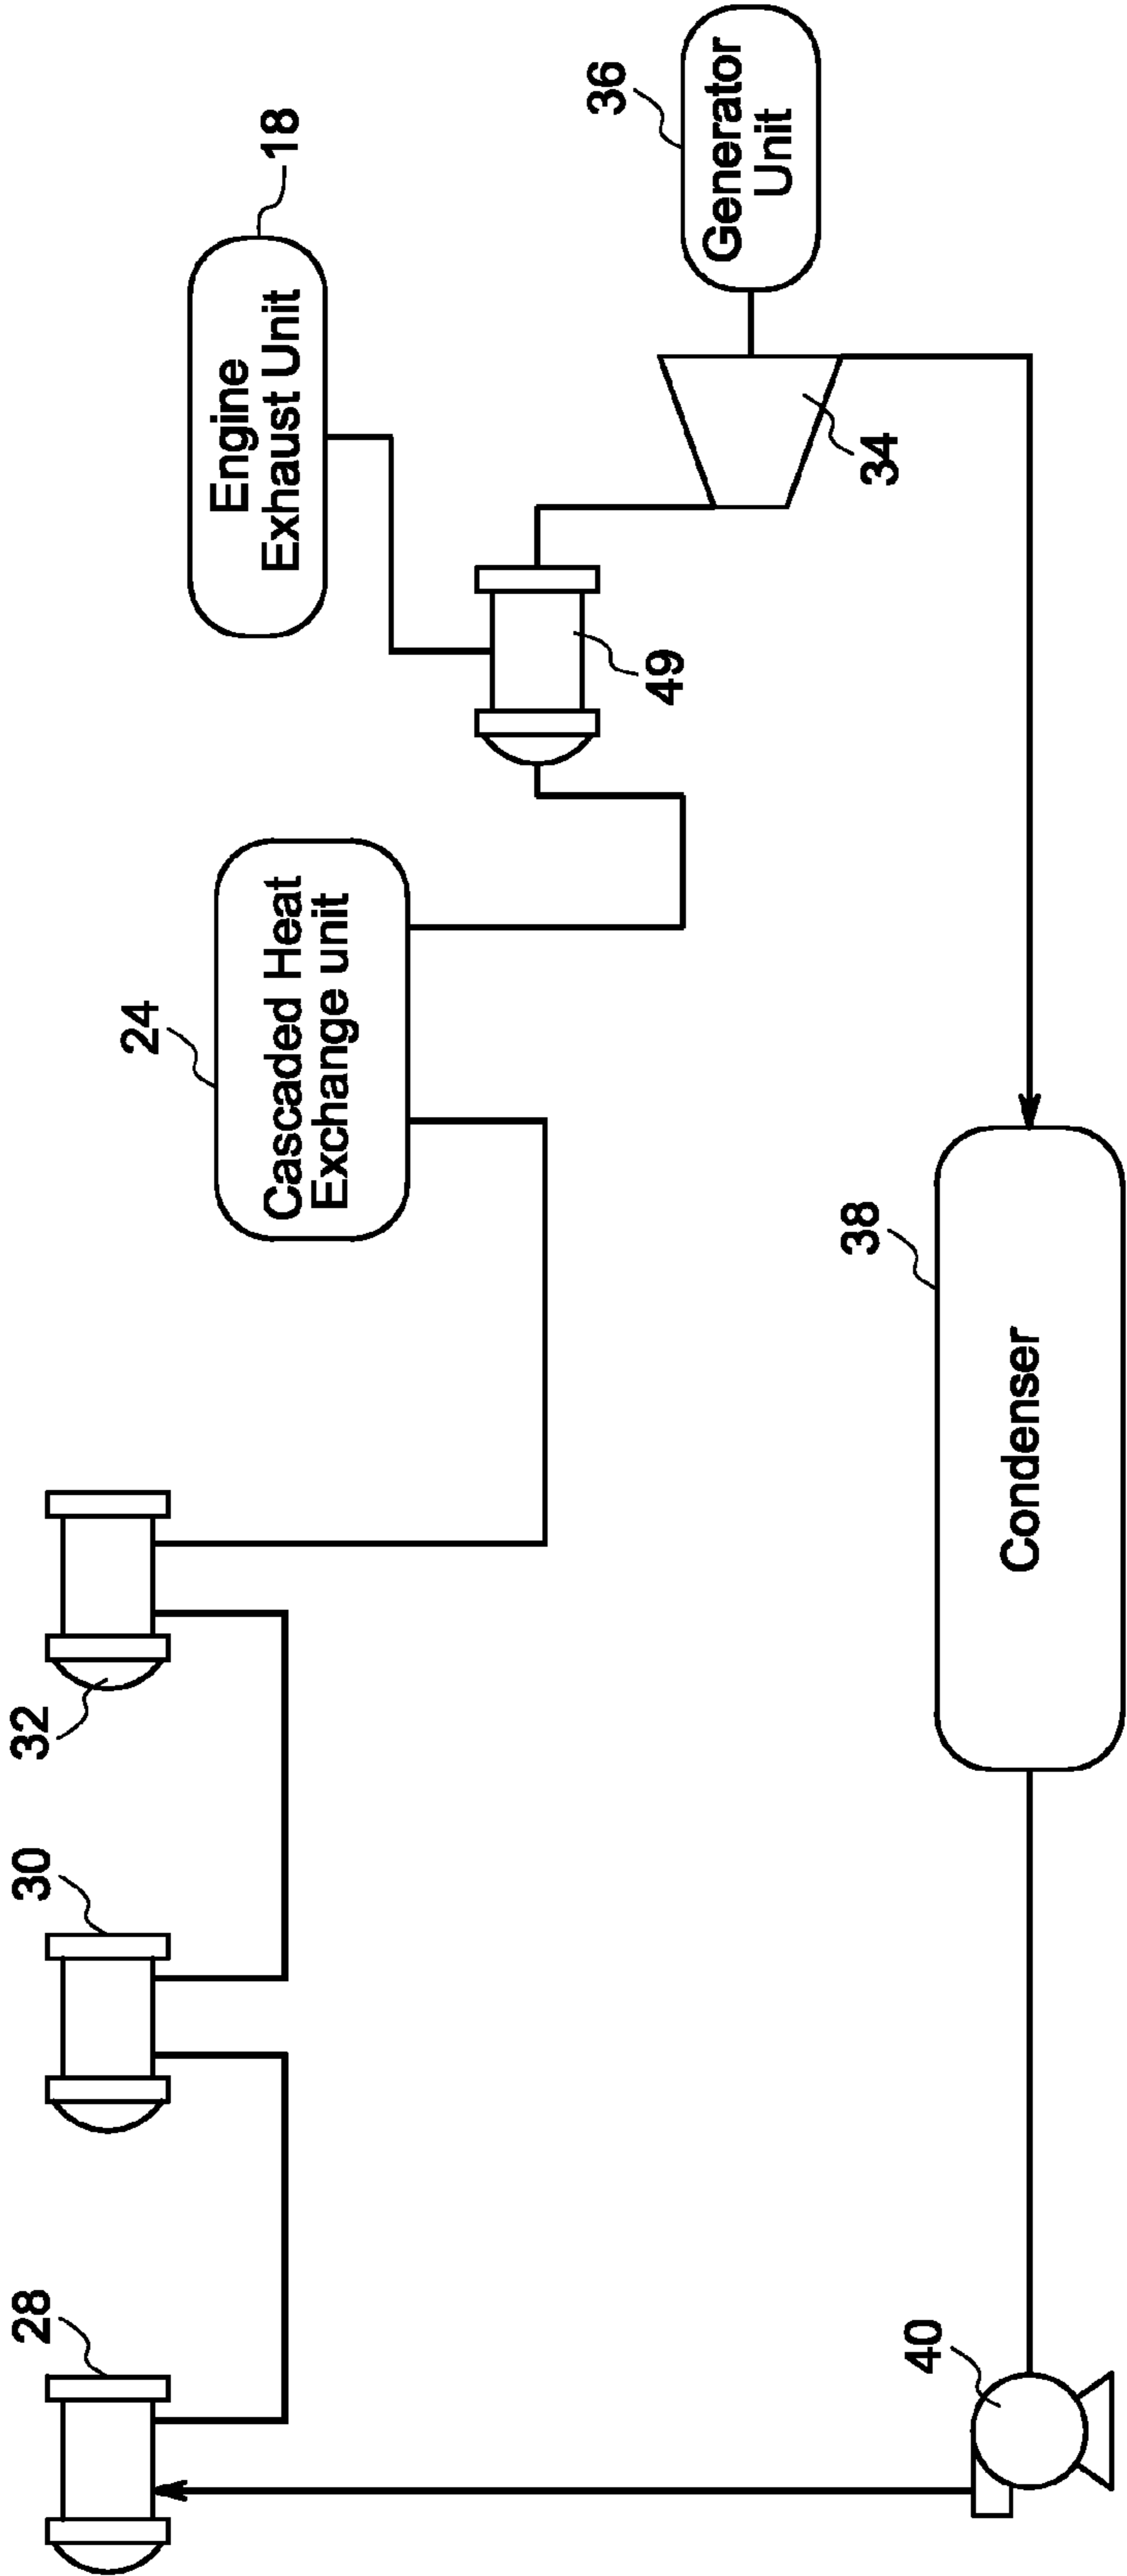 28
30
32
24
Cascaded Heat
Exchange unit
18
Engine
Exhaust Unit
49
36
Generator
Unit
34
38
Condenser
40